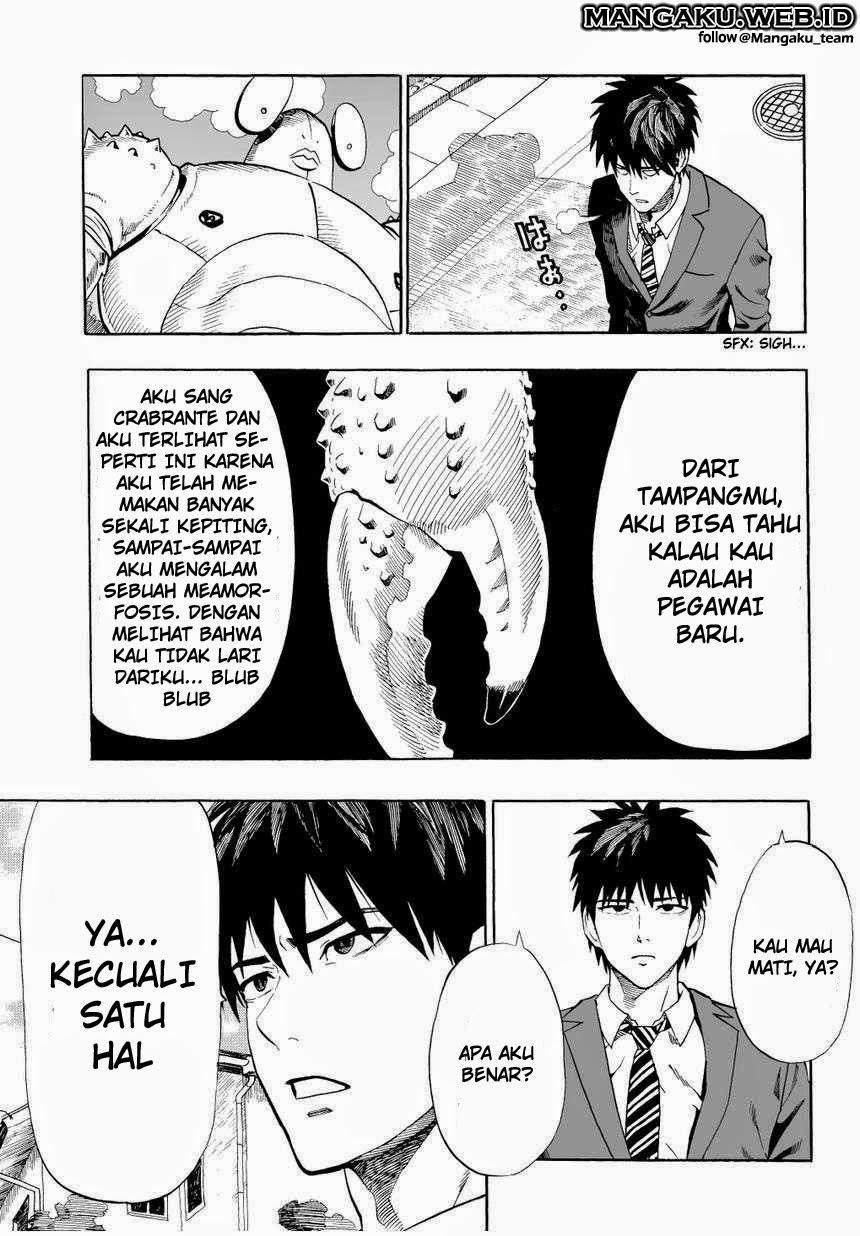 MANGAKU.WEB.ID
follow @Mangaku_team
はぁ..
SFX: SIGH...
DARI
TAMPANGMU,
AKU BISA TAHU
KALAU KAU
ADALAH
PEGAWAI
BARU.
AKU SANG
CRABRANTE DAN
AKU TERLIHAT SE-
PERTI INI KARENA
AKU TELAH ME-
MAKAN BANYAK
SEKALI KEPITING,
SAMPAI-SAMPAI
AKU MENGALAM
SEBUAH MEAMOR-
FOSIS. DENGAN
MELIHAT BAHWA
KAU TIDAK LARI
DARIKU... BLUB
BLUB
KAU MAU
MATI, YA?
APA AKU
BENAR?
YA...
KECUALI
SATU
HAL